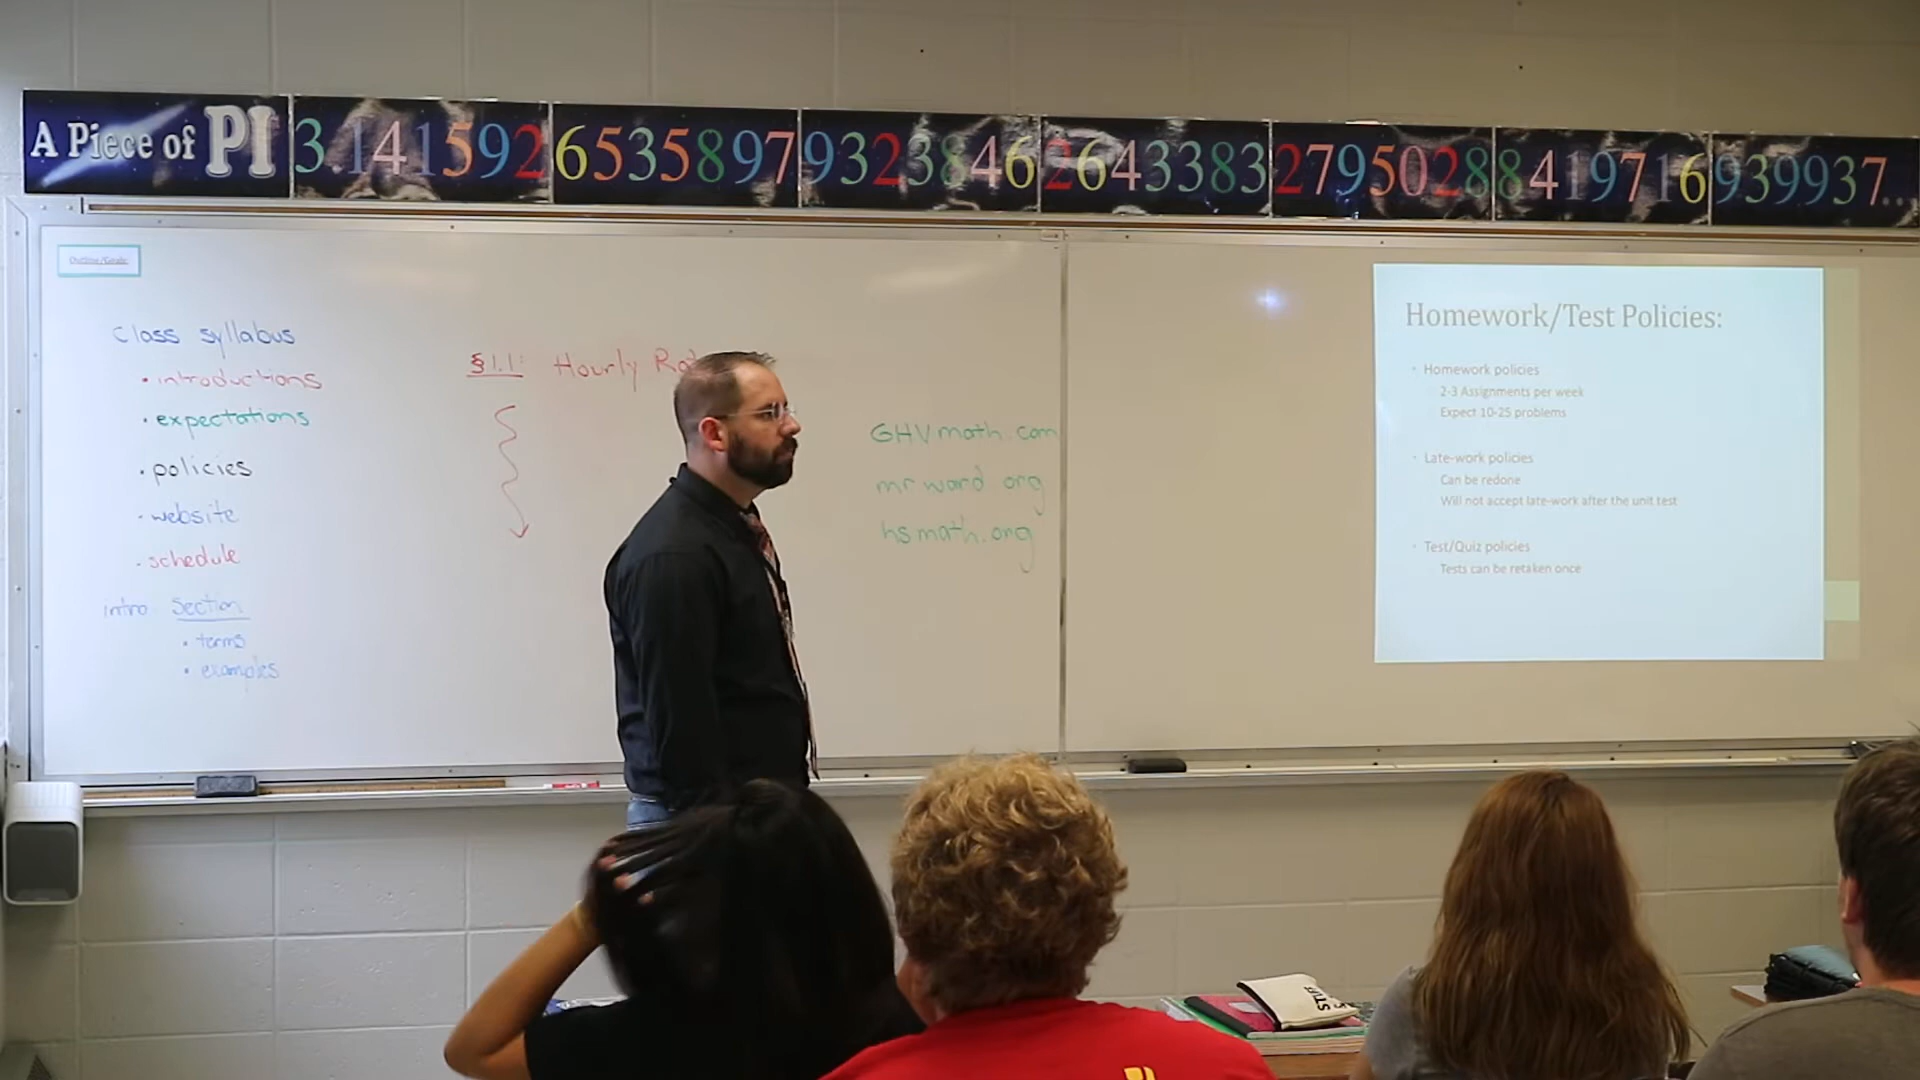 A Piece of PI 3.14159265358979323846264338327950288419716939937...
Outline/Goals:
Class syllabus
• introductions
• expectations
• policies
• website
• schedule
intro Section
• terms
• examples
§1.1: Hourly
GHVmath.com
mrward.org
hsmath.org
Homework/Test Policies:
• Homework policies
2-3 Assignments per week
Expect 10-25 problems
• Late-work policies
Can be redone
Will not accept late-work after the unit test
• Test/Quiz policies
Tests can be retaken once